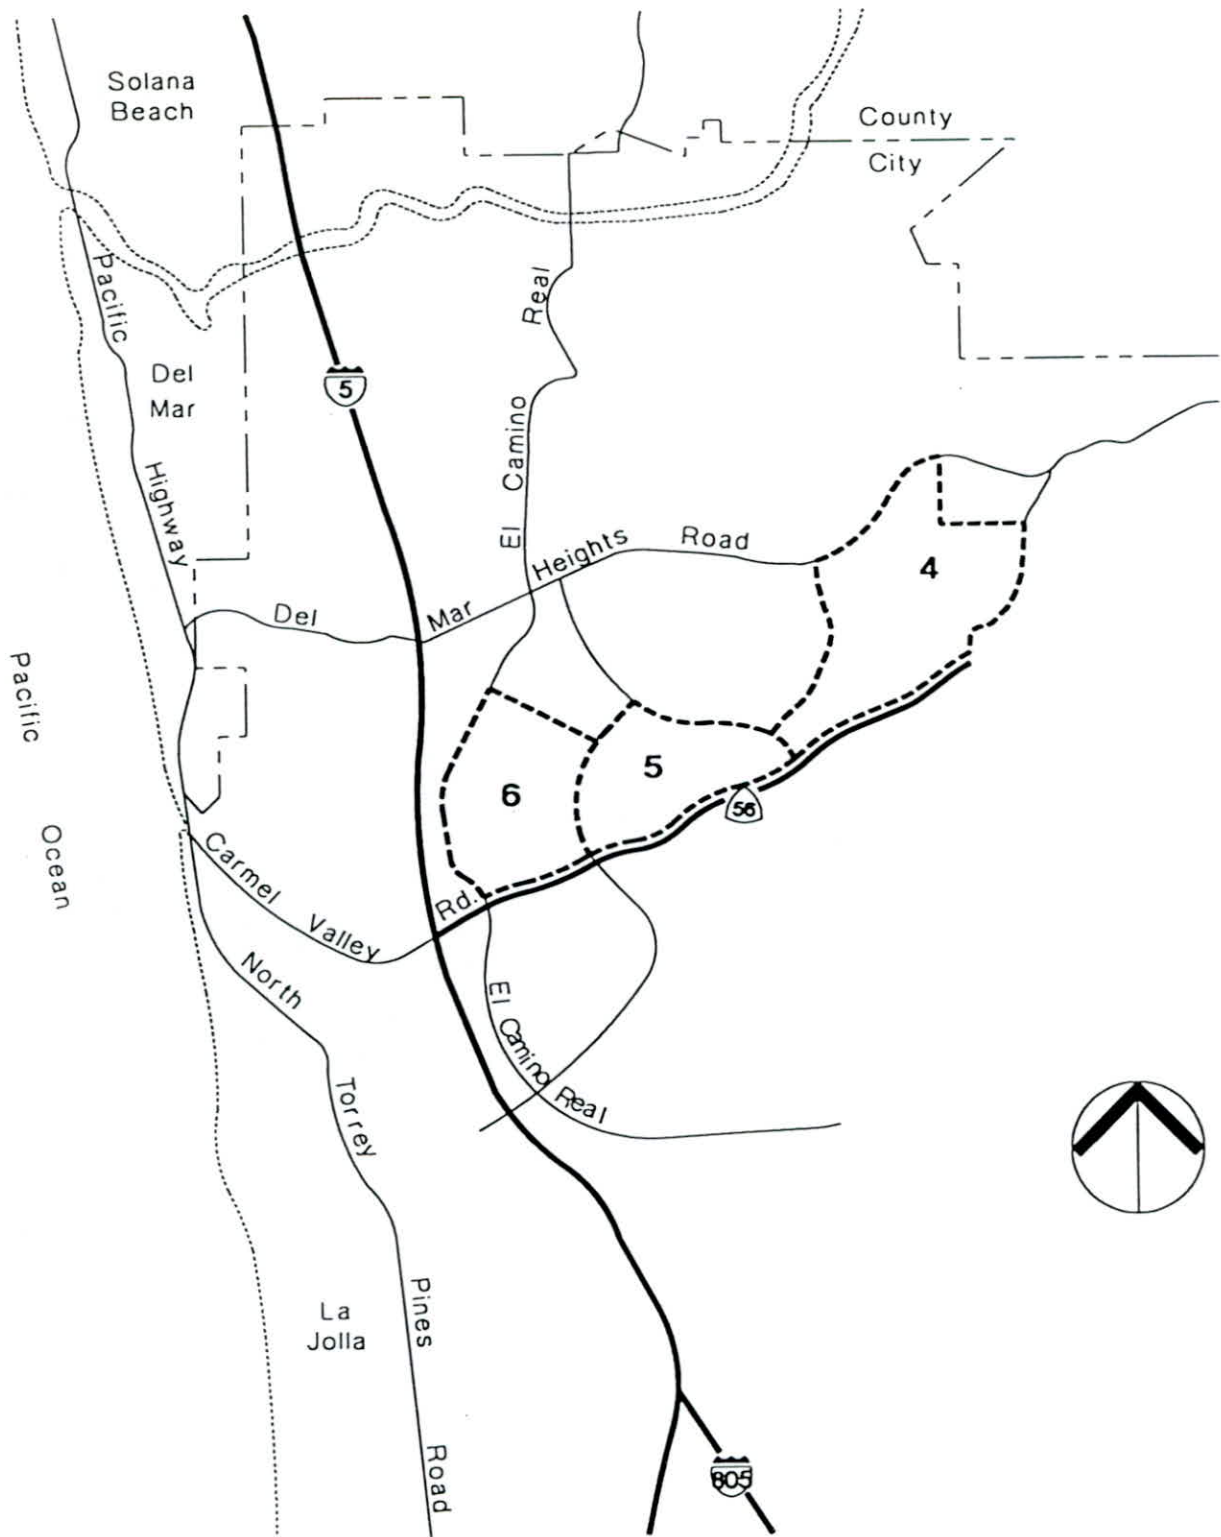 Solana
Beach
County
City
Pacific
Highway
Del
Mar
5
El Camino Real
Del Mar Heights Road
4
5
6
56
Pacific
Ocean
Carmel Valley Rd.
North Torrey Pines Road
El Camino Real
La
Jolla
805